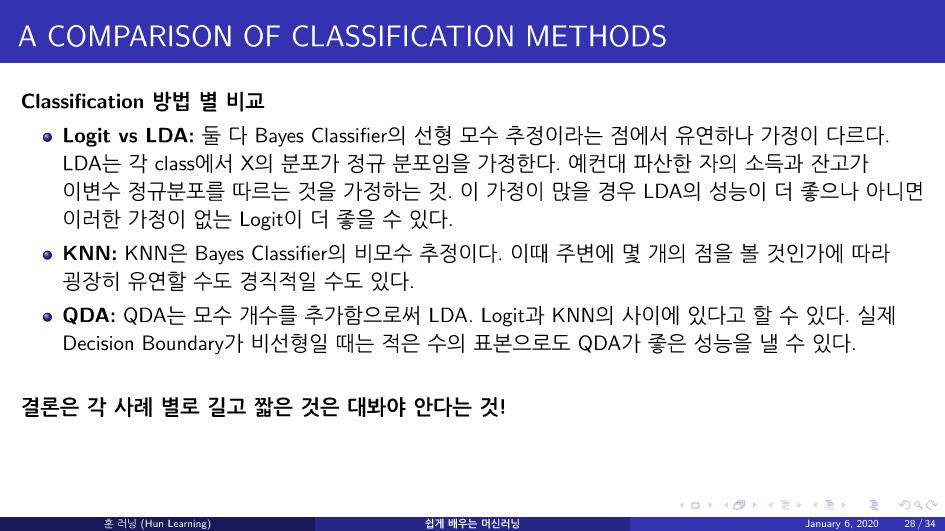 A COMPARISON OF CLASSIFICATION METHODS
Classification 방법 별 비교
Logit vs LDA: 둘 다 Bayes Classifier의 선형 모수 추정이라는 점에서 유연하나 가정이 다르다.
LDA는 각 class에서 X의 분포가 정규 분포임을 가정한다. 예컨대 파산한 자의 소득과 잔고가
이변수 정규분포를 따르는 것을 가정하는 것. 이 가정이 맍을 경우 LDA의 성능이 더 좋으나 아니면
이러한 가정이 없는 Logit이 더 좋을 수 있다.
KNN: KNN은 Bayes Classifier의 비모수 추정이다. 이때 주변에 몇 개의 점을 볼 것인가에 따라
굉장히 유연할 수도 경직적일 수도 있다.
QDA: QDA는 모수 개수를 추가함으로써 LDA. Logit과 KNN의 사이에 있다고 할 수 있다. 실제
Decision Boundary가 비선형일 때는 적은 수의 표본으로도 QDA가 좋은 성능을 낼 수 있다.
결론은 각 사례 별로 길고 짧은 것은 대봐야 안다는 것!
훈 러닝 (Hun Learning)
쉽게 배우는 머신러닝
January 6, 2020
28 / 34